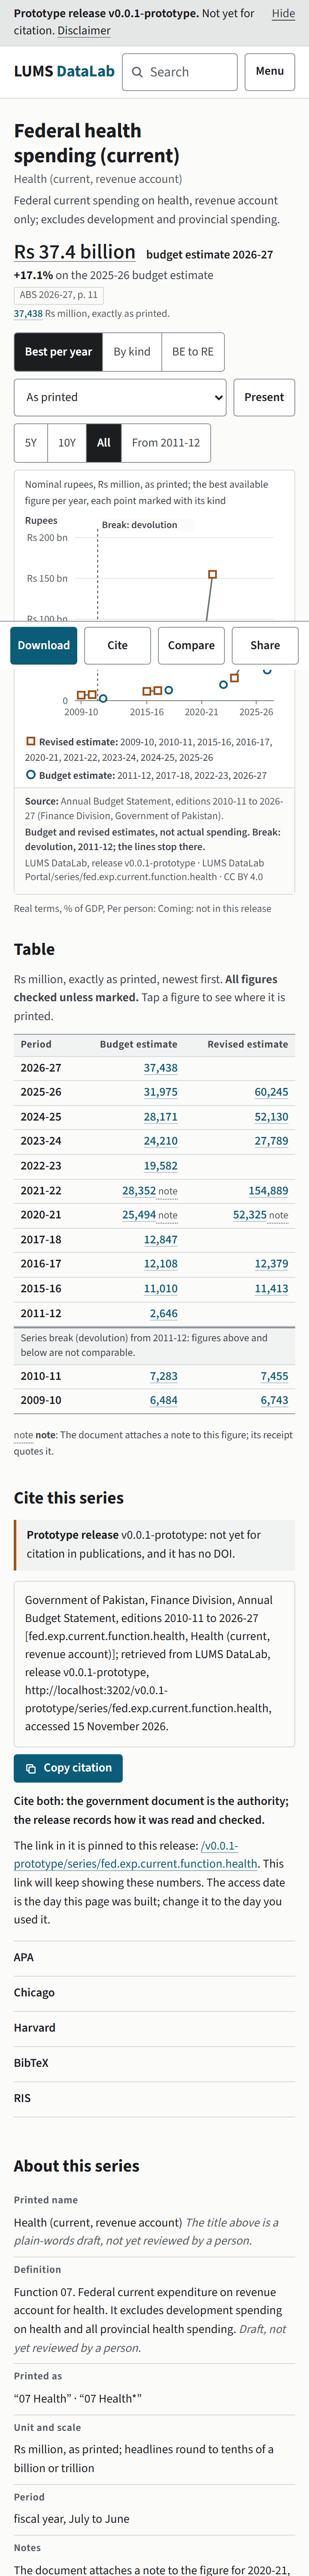 Prototype release v0.0.1-prototype. Not yet for citation. Disclaimer
Hide
LUMS DataLab
Search
Menu
Federal health
spending (current)
Health (current, revenue account)
Federal current spending on health, revenue account
only; excludes development and provincial spending.
Rs 37.4 billion budget estimate 2026-27
+17.1% on the 2025-26 budget estimate
ABS 2026-27, p. 11
37,438 Rs million, exactly as printed.
Best per year
By kind
BE to RE
As printed
Present
5Y
10Y
All
From 2011-12
Nominal rupees, Rs million, as printed; the best available
figure per year, each point marked with its kind
Rupees
Break: devolution
Rs 200 bn
Rs 150 bn
Rs 100 bn
Download
Cite
Compare
Share
0
2009-10
2015-16
2020-21
2025-26
Revised estimate: 2009-10, 2010-11, 2015-16, 2016-17,
2020-21, 2021-22, 2023-24, 2024-25, 2025-26
Budget estimate: 2011-12, 2017-18, 2022-23, 2026-27
Source: Annual Budget Statement, editions 2010-11 to 2026-
27 (Finance Division, Government of Pakistan).
Budget and revised estimates, not actual spending. Break:
devolution, 2011-12; the lines stop there.
LUMS DataLab, release v0.0.1-prototype · LUMS DataLab
Portal/series/fed.exp.current.function.health · CC BY 4.0
Real terms, % of GDP, Per person: Coming: not in this release
Table
Rs million, exactly as printed, newest first. All figures
checked unless marked. Tap a figure to see where it is
printed.
Period Budget estimate Revised estimate
2026-27 37,438
2025-26 31,975 60,245
2024-25 28,171 52,130
2023-24 24,210 27,789
2022-23 19,582
2021-22 28,352 note 154,889
2020-21 25,494 note 52,325 note
2017-18 12,847
2016-17 12,108 12,379
2015-16 11,010 11,413
2011-12 2,646
Series break (devolution) from 2011-12: figures above and
below are not comparable.
2010-11 7,283 7,455
2009-10 6,484 6,743
note note: The document attaches a note to this figure; its receipt
quotes it.
Cite this series
Prototype release v0.0.1-prototype: not yet for
citation in publications, and it has no DOI.
Government of Pakistan, Finance Division, Annual
Budget Statement, editions 2010-11 to 2026-27
[fed.exp.current.function.health, Health (current,
revenue account)]; retrieved from LUMS DataLab,
release v0.0.1-prototype,
http://localhost:3202/v0.0.1-
prototype/series/fed.exp.current.function.health,
accessed 15 November 2026.
Copy citation
Cite both: the government document is the authority;
the release records how it was read and checked.
The link in it is pinned to this release: /v0.0.1-
prototype/series/fed.exp.current.function.health. This
link will keep showing these numbers. The access date
is the day this page was built; change it to the day you
used it.
APA
Chicago
Harvard
BibTeX
RIS
About this series
Printed name
Health (current, revenue account) The title above is a
plain-words draft, not yet reviewed by a person.
Definition
Function 07. Federal current expenditure on revenue
account for health. It excludes development spending
on health and all provincial health spending. Draft, not
yet reviewed by a person.
Printed as
“07 Health” · “07 Health*”
Unit and scale
Rs million, as printed; headlines round to tenths of a
billion or trillion
Period
fiscal year, July to June
Notes
The document attaches a note to the figure for 2020-21,